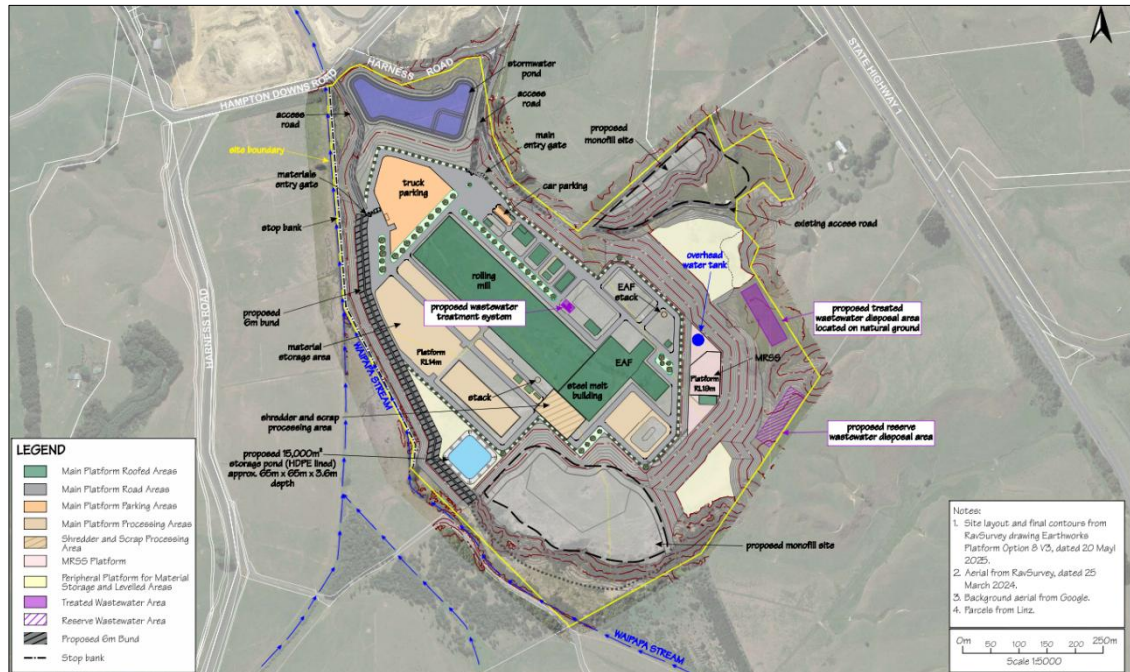 HAMPTON DOWNS ROAD
HARNESS ROAD
STATE HIGHWAY 1
stormwater
pond
access
road
access
road
main
entry gate
proposed
monofill site
site boundary
materials
entry gate
truck
parking
car parking
stop bank
existing access road
overhead
water tank
rolling
mill
EAF
stack
proposed wastewater
treatment system
proposed treated
wastewater disposal area
located on natural ground
HARNESS ROAD
proposed
6m bund
material
storage area
Platform
RL14m
EAF
MRSS
Platform
RL19m
WAIPAPA STREAM
stack
steel melt
building
shredder and scrap
processing area
proposed reserve
wastewater disposal area
proposed 15,000m³
storage pond (HDPE lined)
approx. 65m x 65m x 3.6m
depth
proposed monofill site
WAIPAPA STREAM
LEGEND
Main Platform Roofed Areas
Main Platform Road Areas
Main Platform Parking Areas
Main Platform Processing Areas
Shredder and Scrap Processing
Area
MRSS Platform
Peripheral Platform for Material
Storage and Levelled Areas
Treated Wastewater Area
Reserve Wastewater Area
Proposed 6m Bund
Stop bank
Notes:
1. Site layout and final contours from
RavSurvey drawing Earthworks
Platform Option 8 V3, dated 20 Mayl
2025.
2. Aerial from RavSurvey, dated 25
March 2024.
3. Background aerial from Google.
4. Parcels from Linz.
0m 50 100 150 200 250m
Scale 1:5000